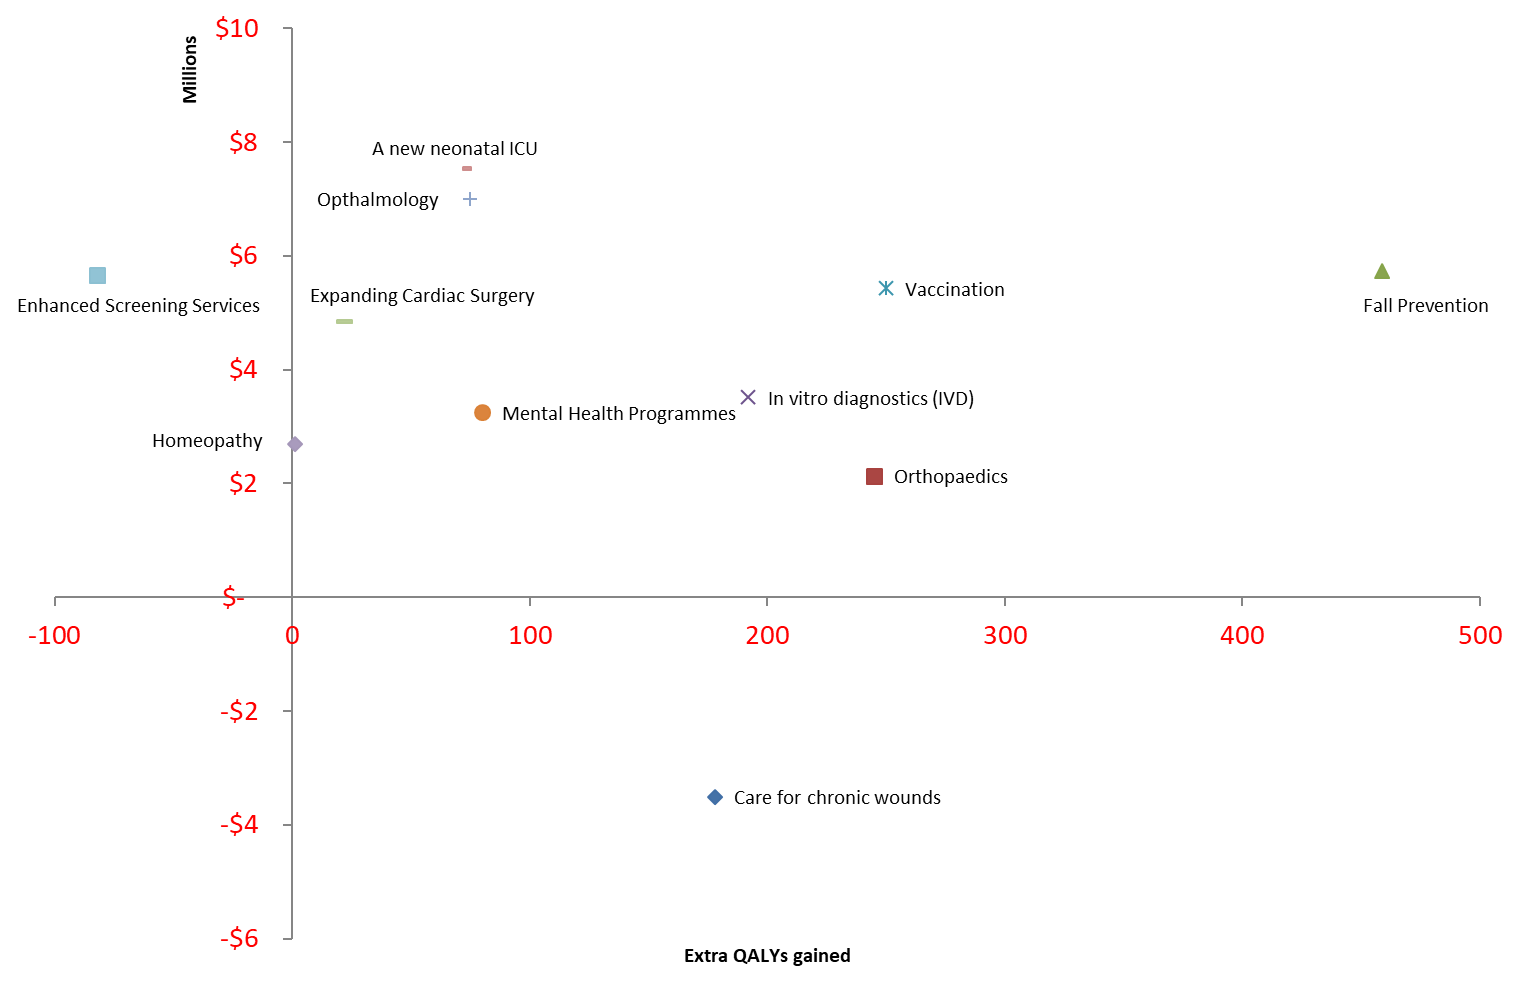 $10
Millions
$8
A new neonatal ICU
Opthalmology
$6
Enhanced Screening Services
Expanding Cardiac Surgery
Vaccination
Fall Prevention
$4
In vitro diagnostics (IVD)
Mental Health Programmes
Homeopathy
$2
Orthopaedics
$-
-100
0
100
200
300
400
500
-$2
Care for chronic wounds
-$4
-$6
Extra QALYs gained